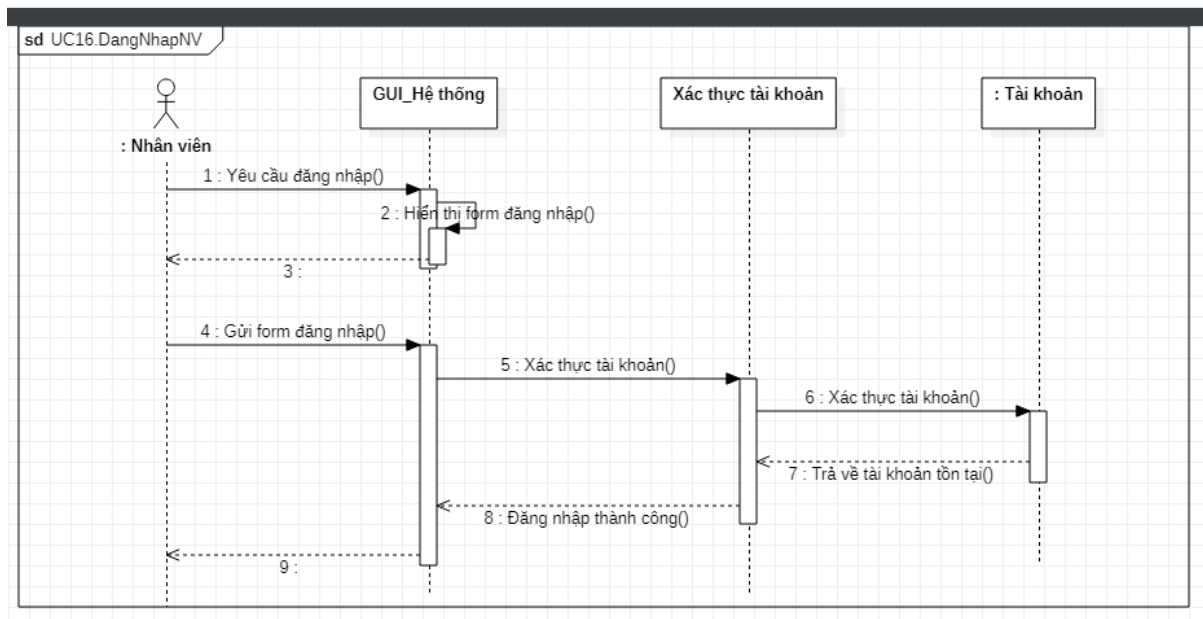 sd UC16.DangNhapNV
GUI_Hệ thống
Xác thực tài khoản
: Tài khoản
: Nhân viên
1 : Yêu cầu đăng nhập()
2 : Hiển thị form đăng nhập()
3 :
4 : Gửi form đăng nhập()
5 : Xác thực tài khoản()
6 : Xác thực tài khoản()
7 : Trả về tài khoản tồn tại()
8 : Đăng nhập thành công()
9 :